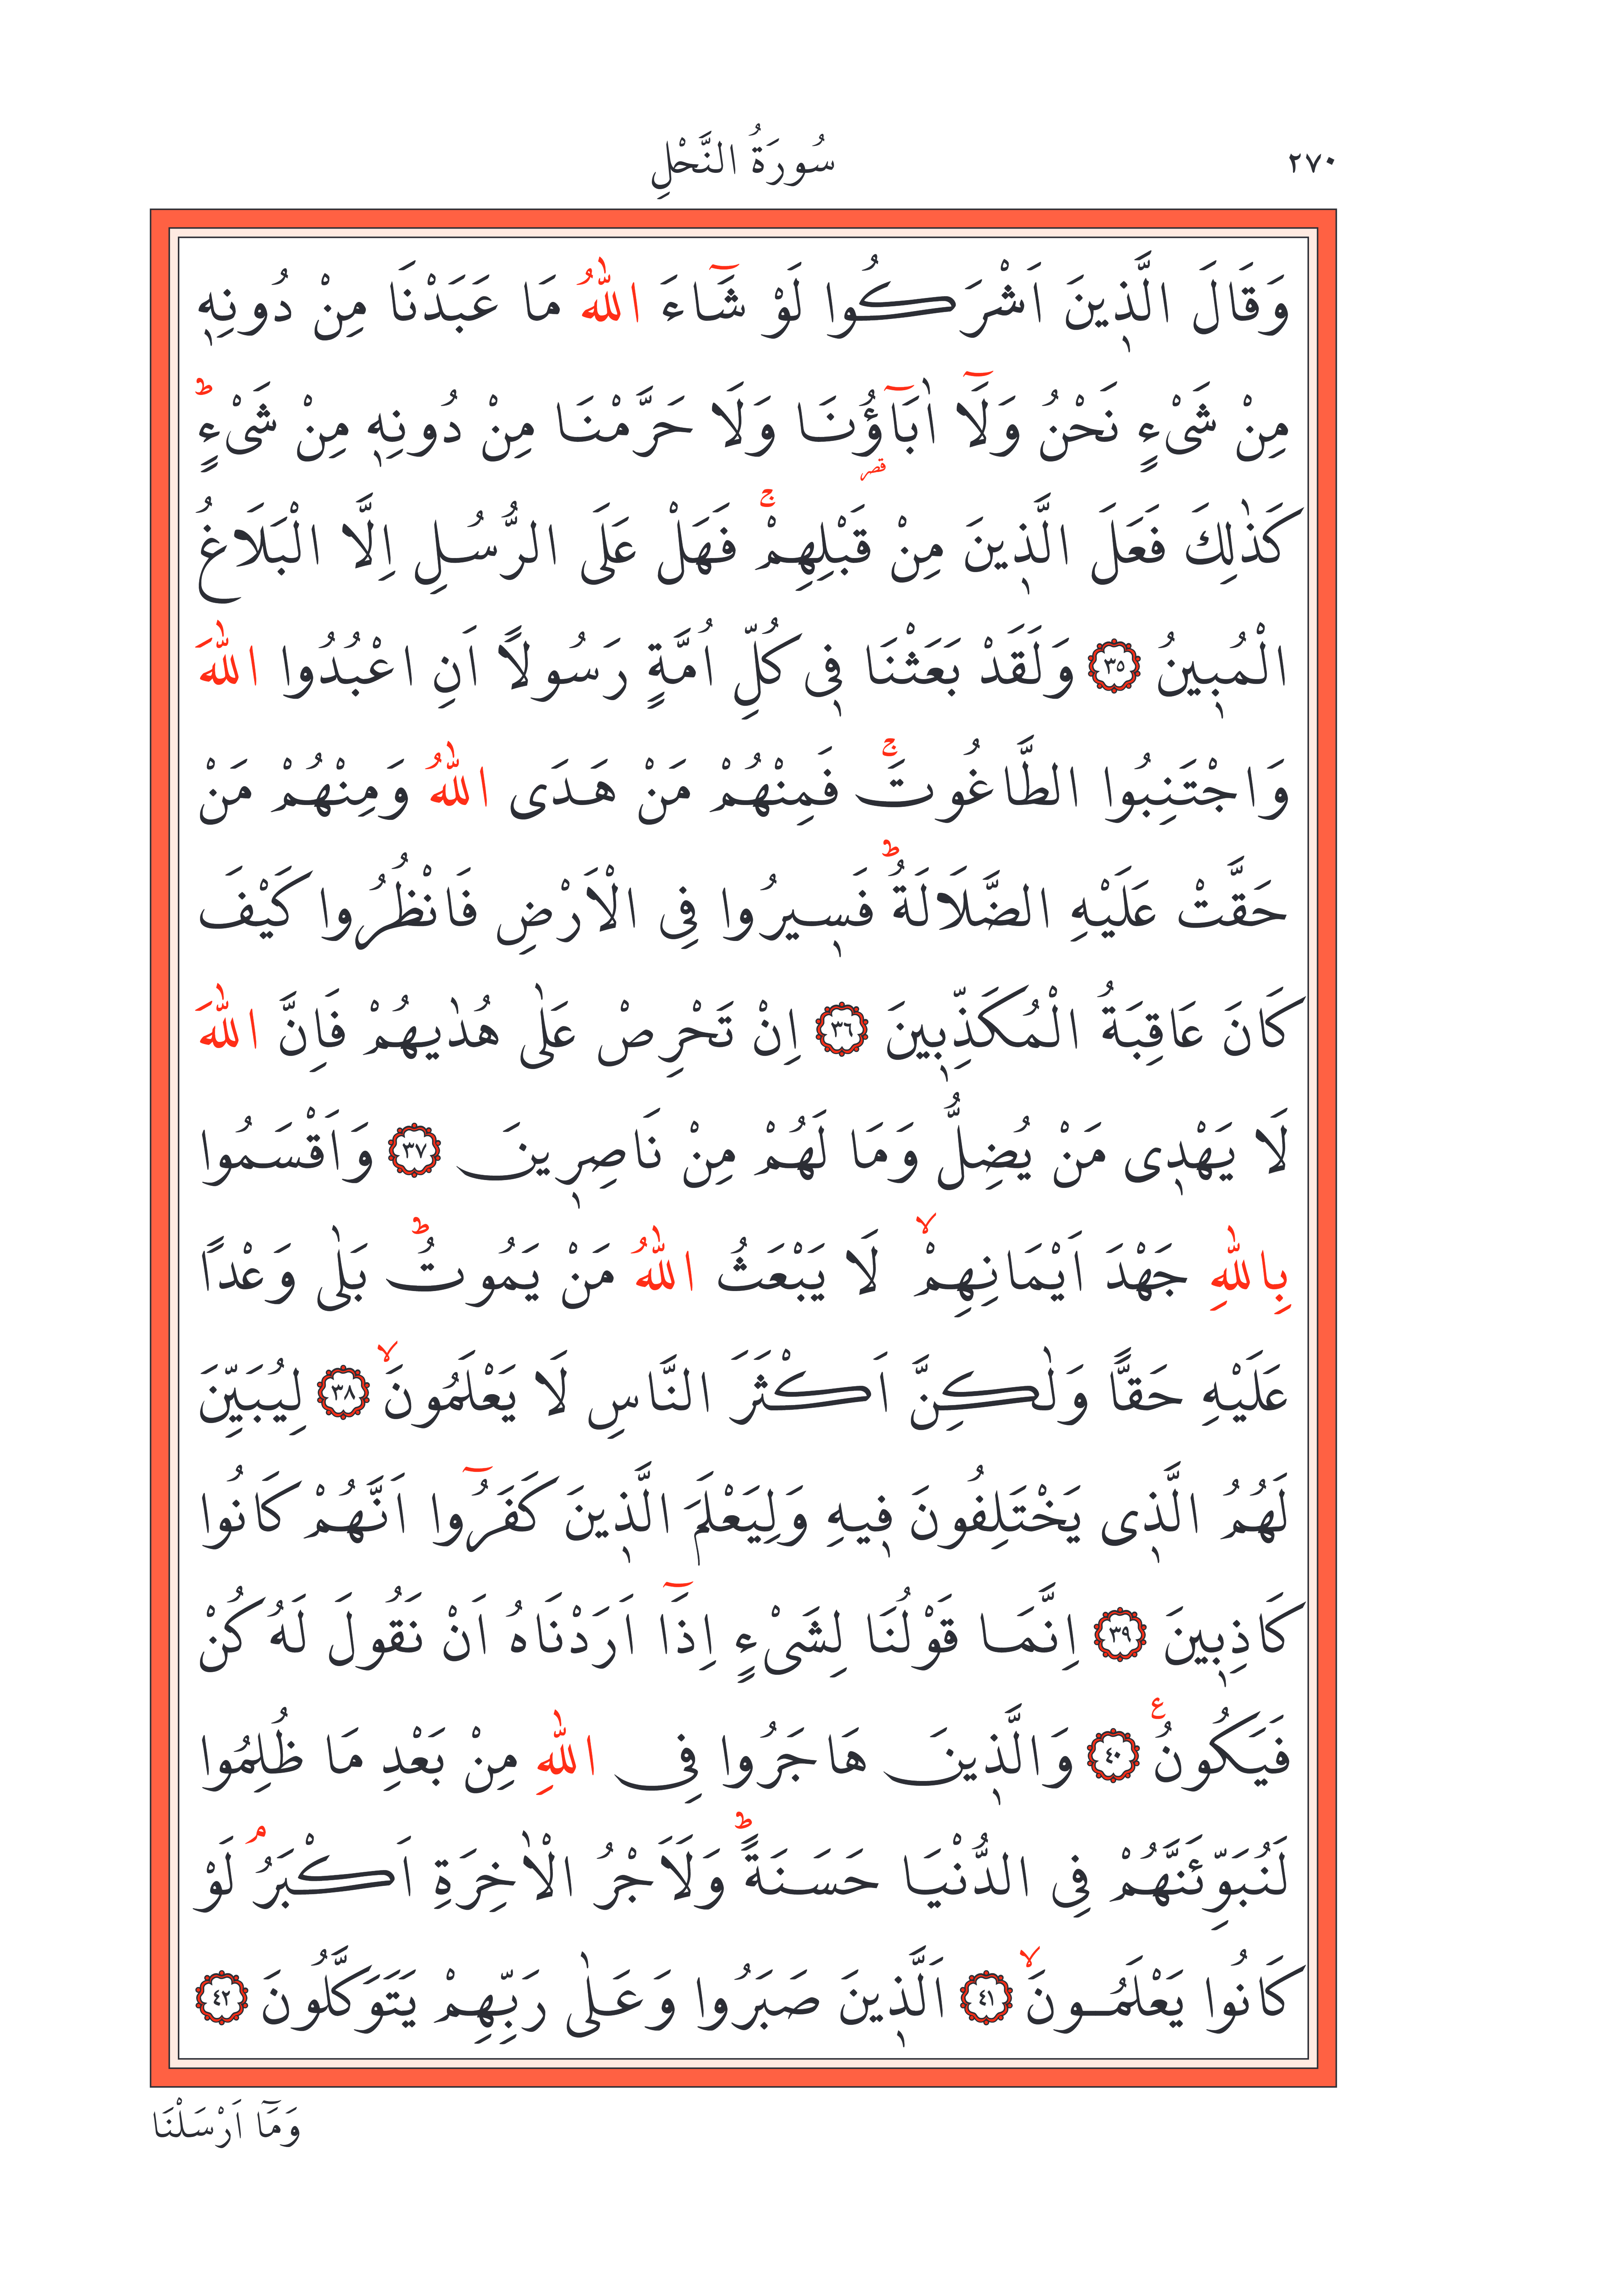 ٢٧٠
سُورَةُ النَّحْلِ
وَقَالَ الَّذٖينَ اَشْرَكُوا لَوْ شَٓاءَ اللّٰهُ مَا عَبَدْنَا مِنْ دُونِهٖ
مِنْ شَیْءٍ نَحْنُ وَلَٓا اٰبَٓاؤُنَا وَلَا حَرَّمْنَا مِنْ دُونِهٖ مِنْ شَیْءٍؕ
قصر
كَذٰلِكَ فَعَلَ الَّذٖينَ مِنْ قَبْلِهِمْۚ فَهَلْ عَلَى الرُّسُلِ اِلَّا الْبَلَاغُ
الْمُبٖينُ ﴿٣٥﴾ وَلَقَدْ بَعَثْنَا فٖى كُلِّ اُمَّةٍ رَسُولاً اَنِ اعْبُدُوا اللّٰهَ
وَاجْتَنِبُوا الطَّاغُوتَۚ فَمِنْهُمْ مَنْ هَدَى اللّٰهُ وَمِنْهُمْ مَنْ
حَقَّتْ عَلَيْهِ الضَّلَالَةُؕ فَسٖيرُوا فِى الْاَرْضِ فَانْظُرُوا كَيْفَ
كَانَ عَاقِبَةُ الْمُكَذِّبٖينَ ﴿٣٦﴾ اِنْ تَحْرِصْ عَلٰى هُدٰيهُمْ فَاِنَّ اللّٰهَ
لَا يَهْدٖى مَنْ يُضِلُّ وَمَا لَهُمْ مِنْ نَاصِرٖينَ ﴿٣٧﴾ وَاَقْسَمُوا
بِاللّٰهِ جَهْدَ اَيْمَانِهِمْۙ لَا يَبْعَثُ اللّٰهُ مَنْ يَمُوتُؕ بَلٰى وَعْداً
عَلَيْهِ حَقًّا وَلٰكِنَّ اَكْثَرَ النَّاسِ لَا يَعْلَمُونَۙ ﴿٣٨﴾ لِيُبَيِّنَ
لَهُمُ الَّذٖى يَخْتَلِفُونَ فٖيهِ وَلِيَعْلَمَ الَّذٖينَ كَفَرُٓوا اَنَّهُمْ كَانُوا
كَاذِبٖينَ ﴿٣٩﴾ اِنَّمَا قَوْلُنَا لِشَیْءٍ اِذَٓا اَرَدْنَاهُ اَنْ نَقُولَ لَهُ كُنْ
فَيَكُونُ ع ﴿٤٠﴾ وَالَّذٖينَ هَاجَرُوا فِى اللّٰهِ مِنْ بَعْدِ مَا ظُلِمُوا
لَنُبَوِّئَنَّهُمْ فِى الدُّنْيَا حَسَنَةًؕ وَلَاَجْرُ الْاٰخِرَةِ اَكْبَرُۘ لَوْ
كَانُوا يَعْلَمُونَۙ ﴿٤١﴾ اَلَّذٖينَ صَبَرُوا وَعَلٰى رَبِّهِمْ يَتَوَكَّلُونَ ﴿٤٢﴾
وَمَٓا اَرْسَلْنَا